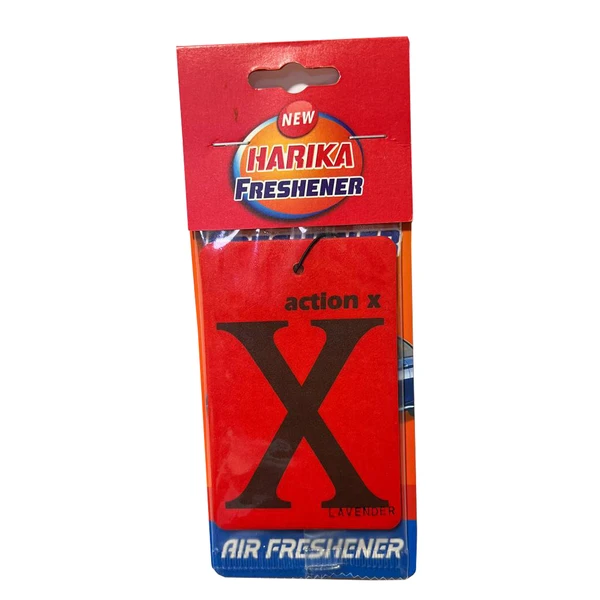 NEW
HARIKA
FRESHENER
action x
X
LAVENDER
AIR FRESHENER